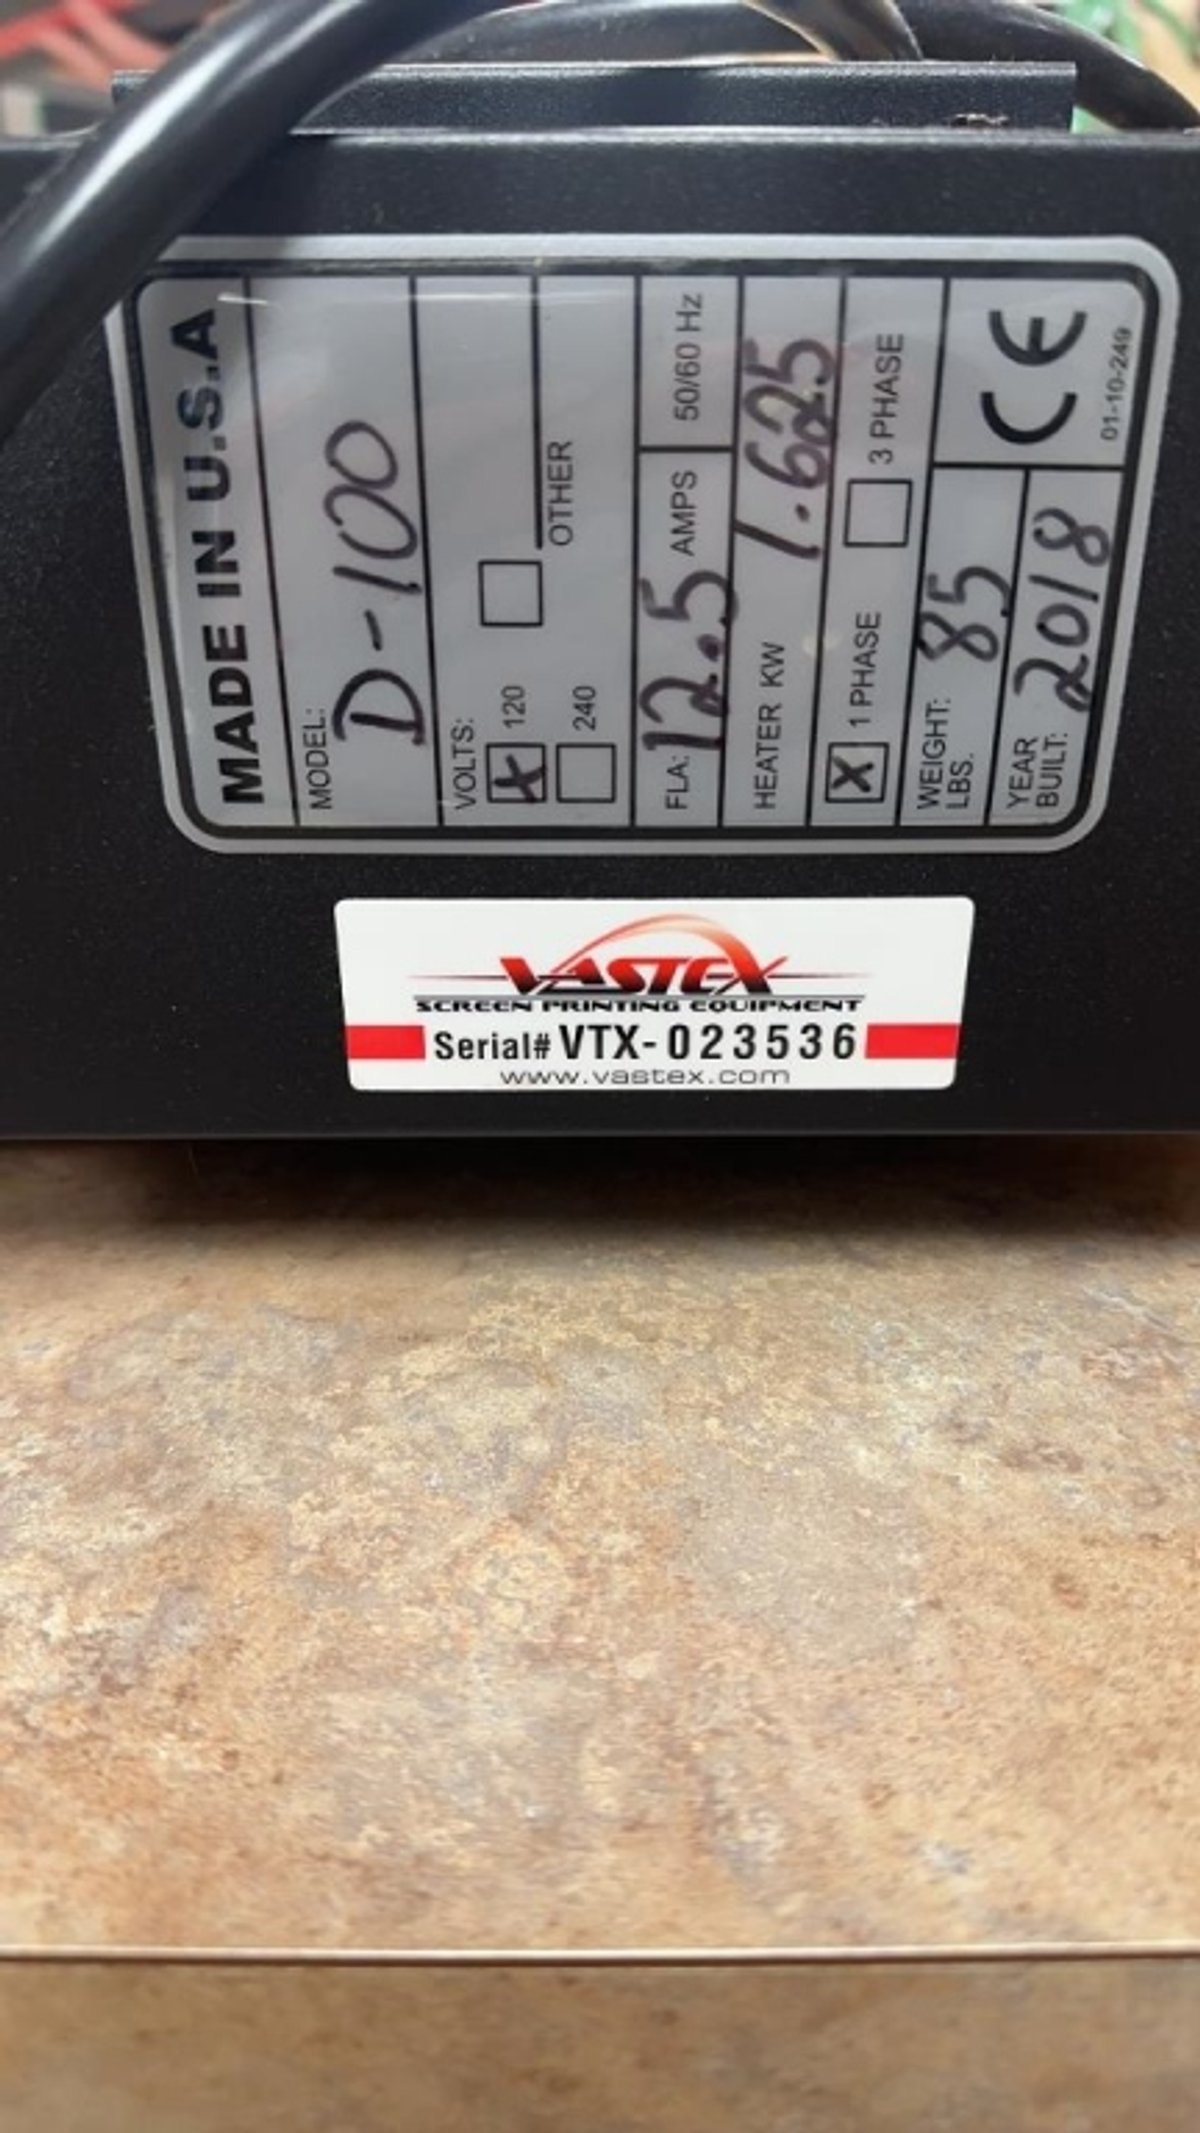 MADE IN U.S.A
MODEL: D-100
VOLTS:
X 120
240
OTHER
FLA: 12.5 AMPS 50/60 Hz
HEATER KW 1.625
X 1 PHASE 3 PHASE
WEIGHT:
LBS. 85
YEAR
BUILT: 2018
CE
01-10-249
VASTEX
SCREEN PRINTING EQUIPMENT
Serial# VTX-023536
www.vastex.com